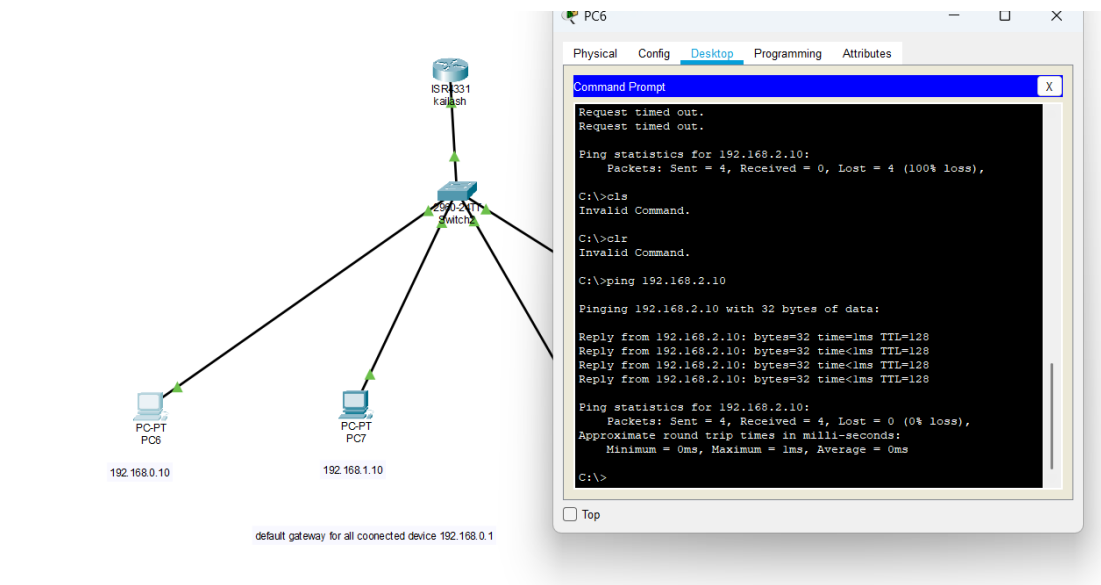 PC6
Physical Config Desktop Programming Attributes
Command Prompt
X
Request timed out.
Request timed out.
Ping statistics for 192.168.2.10:
Packets: Sent = 4, Received = 0, Lost = 4 (100% loss),
C:\>cls
Invalid Command.
C:\>clr
Invalid Command.
C:\>ping 192.168.2.10
Pinging 192.168.2.10 with 32 bytes of data:
Reply from 192.168.2.10: bytes=32 time=1ms TTL=128
Reply from 192.168.2.10: bytes=32 time<1ms TTL=128
Reply from 192.168.2.10: bytes=32 time<1ms TTL=128
Reply from 192.168.2.10: bytes=32 time<1ms TTL=128
Ping statistics for 192.168.2.10:
Packets: Sent = 4, Received = 4, Lost = 0 (0% loss),
Approximate round trip times in milli-seconds:
Minimum = 0ms, Maximum = 1ms, Average = 0ms
C:\>
Top
ISR4331
kailash
2960-24TT
Switch2
PC-PT
PC6
192.168.0.10
PC-PT
PC7
192.168.1.10
default gateway for all coonected device 192.168.0.1